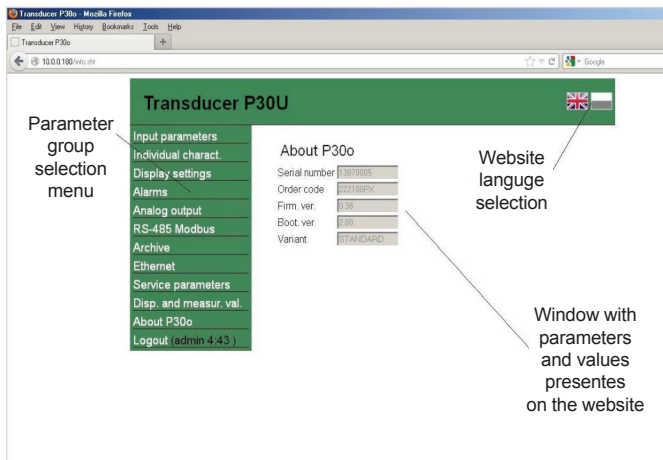 Transducer P30o - Mozilla Firefox
File Edit View History Bookmarks Tools Help
Transducer P30o
10.0.0.180/info.sht
Google
Transducer P30U
Parameter
group
selection
menu
Input parameters
Individual charact.
Display settings
Alarms
Analog output
RS-485 Modbus
Archive
Ethernet
Service parameters
Disp. and measur. val.
About P30o
Logout (admin 4:43 )
About P30o
Serial number 13070005
Order code 222100PX
Firm. ver. 0.38
Boot. ver. 2.00
Variant STANDARD
Website
languge
selection
Window with
parameters
and values
presentes
on the website